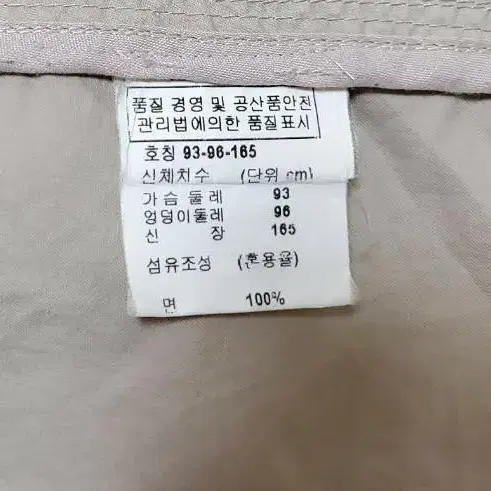 품질 경영 및 공산품안전
관리법에의한 품질표시
호칭 93-96-165
신체치수 (단위 cm)
가슴 둘레 93
엉덩이둘레 96
신 장 165
섬유조성 (혼용율)
면 100%